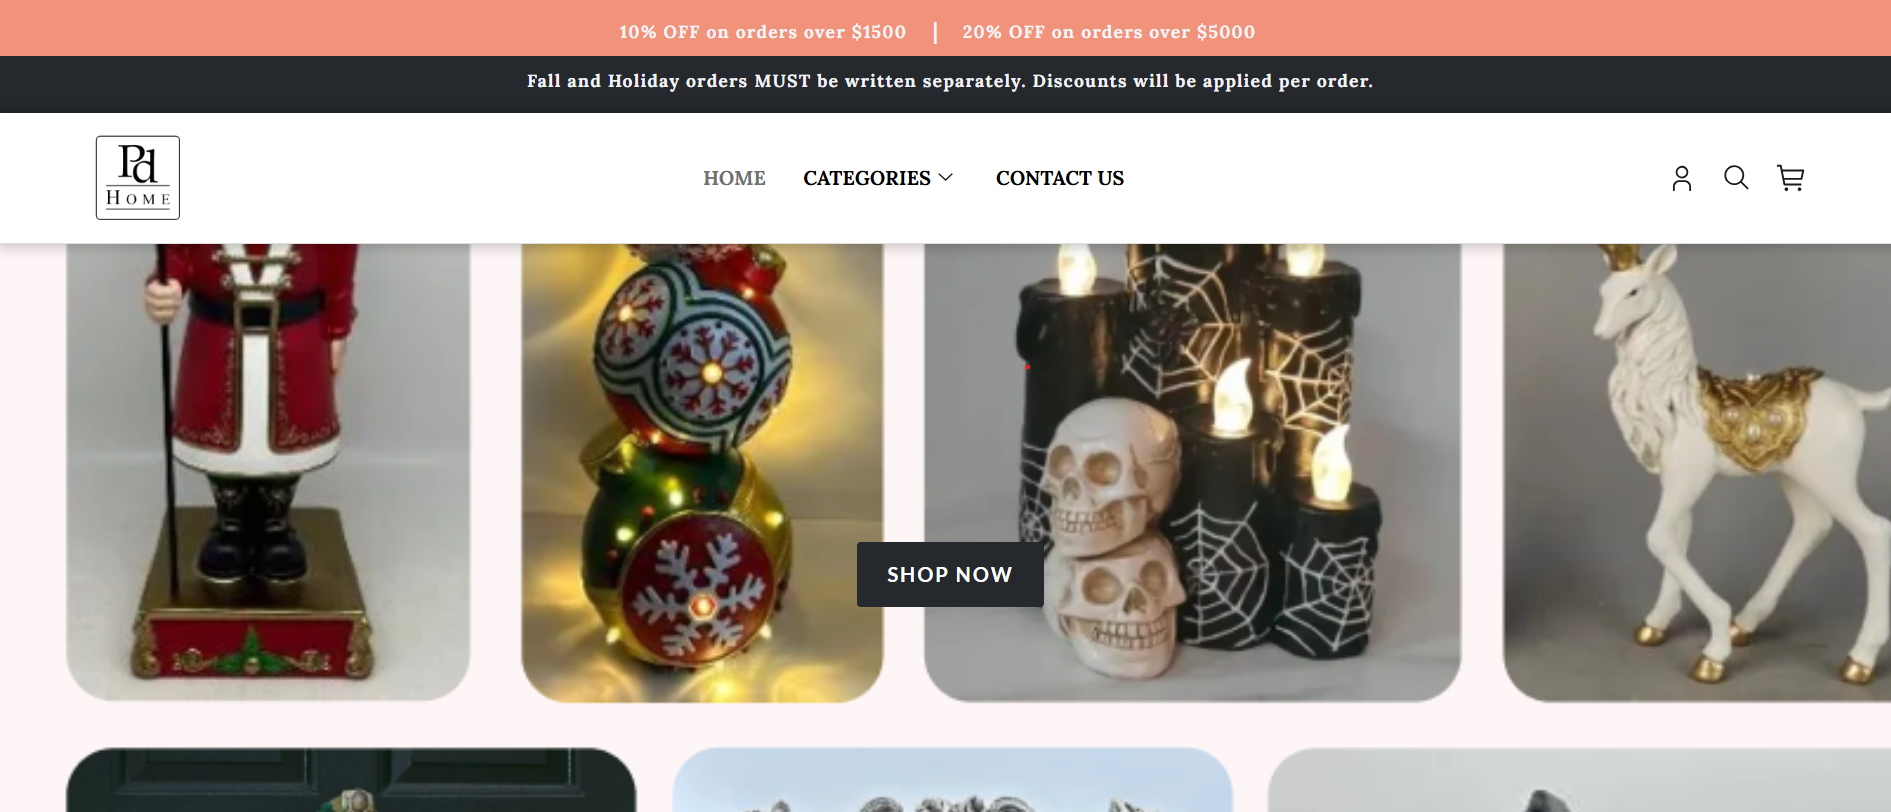 10% OFF on orders over $1500 | 20% OFF on orders over $5000
Fall and Holiday orders MUST be written separately. Discounts will be applied per order.
Pd
HOME
HOME CATEGORIES CONTACT US
SHOP NOW